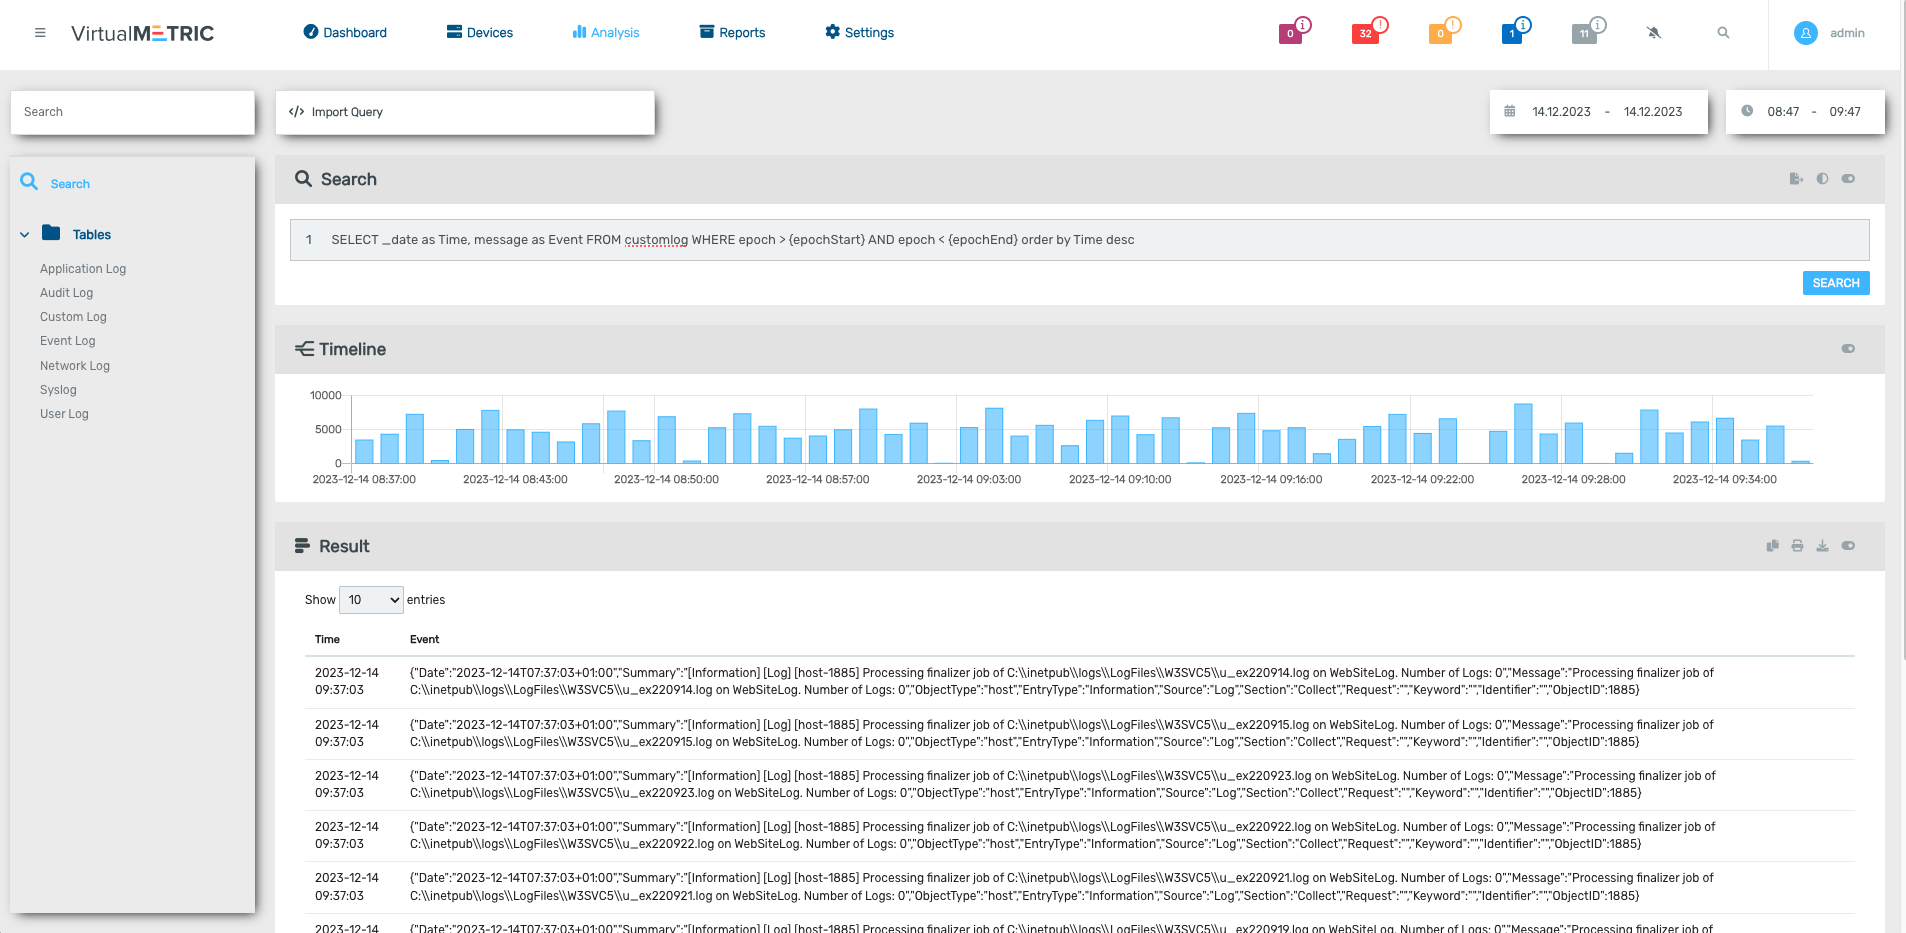 VirtualMETRIC
Dashboard
Devices
Analysis
Reports
Settings
0
32
0
1
11
admin
Search
Import Query
14.12.2023 - 14.12.2023
08:47 - 09:47
Search
Tables
Application Log
Audit Log
Custom Log
Event Log
Network Log
Syslog
User Log
Search
1 SELECT _date as Time, message as Event FROM customlog WHERE epoch > {epochStart} AND epoch < {epochEnd} order by Time desc
SEARCH
Timeline
10000
5000
0
2023-12-14 08:37:00 2023-12-14 08:43:00 2023-12-14 08:50:00 2023-12-14 08:57:00 2023-12-14 09:03:00 2023-12-14 09:10:00 2023-12-14 09:16:00 2023-12-14 09:22:00 2023-12-14 09:28:00 2023-12-14 09:34:00
Result
Show 10 entries
Time Event
2023-12-14 {"Date":"2023-12-14T07:37:03+01:00","Summary":"[Information] [Log] [host-1885] Processing finalizer job of C:\\inetpub\\logs\\LogFiles\\W3SVC5\\u_ex220914.log on WebSiteLog. Number of Logs: 0","Message":"Processing finalizer job of
09:37:03 C:\\inetpub\\logs\\LogFiles\\W3SVC5\\u_ex220914.log on WebSiteLog. Number of Logs: 0","ObjectType":"host","EntryType":"Information","Source":"Log","Section":"Collect","Request":"","Keyword":"","Identifier":"","ObjectID":1885}
2023-12-14 {"Date":"2023-12-14T07:37:03+01:00","Summary":"[Information] [Log] [host-1885] Processing finalizer job of C:\\inetpub\\logs\\LogFiles\\W3SVC5\\u_ex220915.log on WebSiteLog. Number of Logs: 0","Message":"Processing finalizer job of
09:37:03 C:\\inetpub\\logs\\LogFiles\\W3SVC5\\u_ex220915.log on WebSiteLog. Number of Logs: 0","ObjectType":"host","EntryType":"Information","Source":"Log","Section":"Collect","Request":"","Keyword":"","Identifier":"","ObjectID":1885}
2023-12-14 {"Date":"2023-12-14T07:37:03+01:00","Summary":"[Information] [Log] [host-1885] Processing finalizer job of C:\\inetpub\\logs\\LogFiles\\W3SVC5\\u_ex220923.log on WebSiteLog. Number of Logs: 0","Message":"Processing finalizer job of
09:37:03 C:\\inetpub\\logs\\LogFiles\\W3SVC5\\u_ex220923.log on WebSiteLog. Number of Logs: 0","ObjectType":"host","EntryType":"Information","Source":"Log","Section":"Collect","Request":"","Keyword":"","Identifier":"","ObjectID":1885}
2023-12-14 {"Date":"2023-12-14T07:37:03+01:00","Summary":"[Information] [Log] [host-1885] Processing finalizer job of C:\\inetpub\\logs\\LogFiles\\W3SVC5\\u_ex220922.log on WebSiteLog. Number of Logs: 0","Message":"Processing finalizer job of
09:37:03 C:\\inetpub\\logs\\LogFiles\\W3SVC5\\u_ex220922.log on WebSiteLog. Number of Logs: 0","ObjectType":"host","EntryType":"Information","Source":"Log","Section":"Collect","Request":"","Keyword":"","Identifier":"","ObjectID":1885}
2023-12-14 {"Date":"2023-12-14T07:37:03+01:00","Summary":"[Information] [Log] [host-1885] Processing finalizer job of C:\\inetpub\\logs\\LogFiles\\W3SVC5\\u_ex220921.log on WebSiteLog. Number of Logs: 0","Message":"Processing finalizer job of
09:37:03 C:\\inetpub\\logs\\LogFiles\\W3SVC5\\u_ex220921.log on WebSiteLog. Number of Logs: 0","ObjectType":"host","EntryType":"Information","Source":"Log","Section":"Collect","Request":"","Keyword":"","Identifier":"","ObjectID":1885}
2023-12-14 {"Date":"2023-12-14T07:37:03+01:00","Summary":"[Information] [Log] [host-1885] Processing finalizer job of C:\\inetpub\\logs\\LogFiles\\W3SVC5\\u_ex220919.log on WebSiteLog. Number of Logs: 0","Message":"Processing finalizer job of